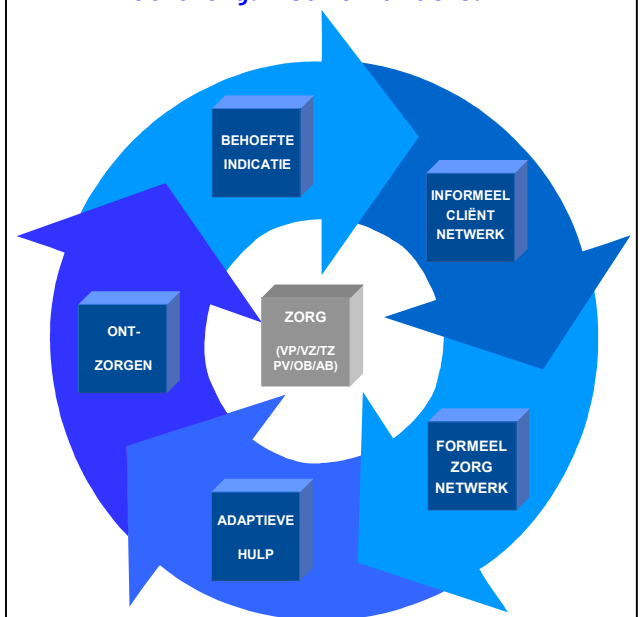 BEHOEFTE
INDICATIE
INFORMEEL
CLIËNT
NETWERK
ZORG
(VP/VZ/TZ
PV/OB/AB)
ONT-
ZORGEN
FORMEEL
ZORG
NETWERK
ADAPTIEVE
HULP